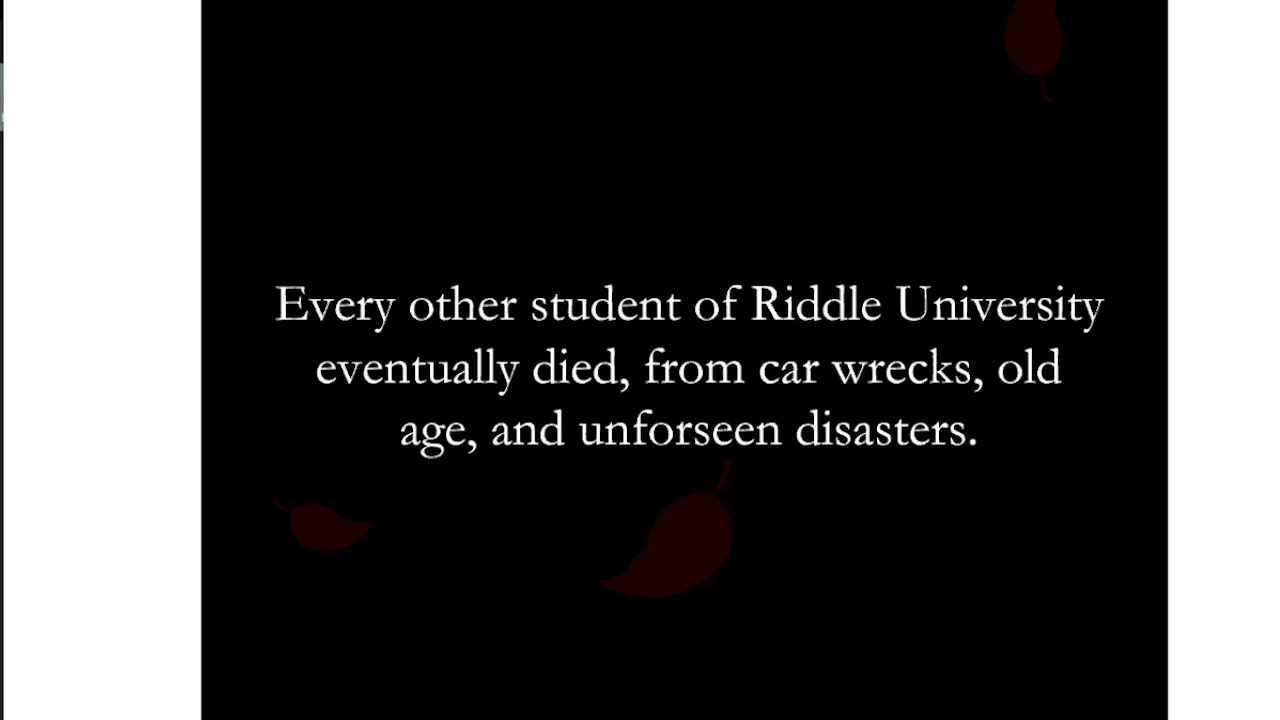 Every other student of Riddle University
eventually died, from car wrecks, old
age, and unforseen disasters.